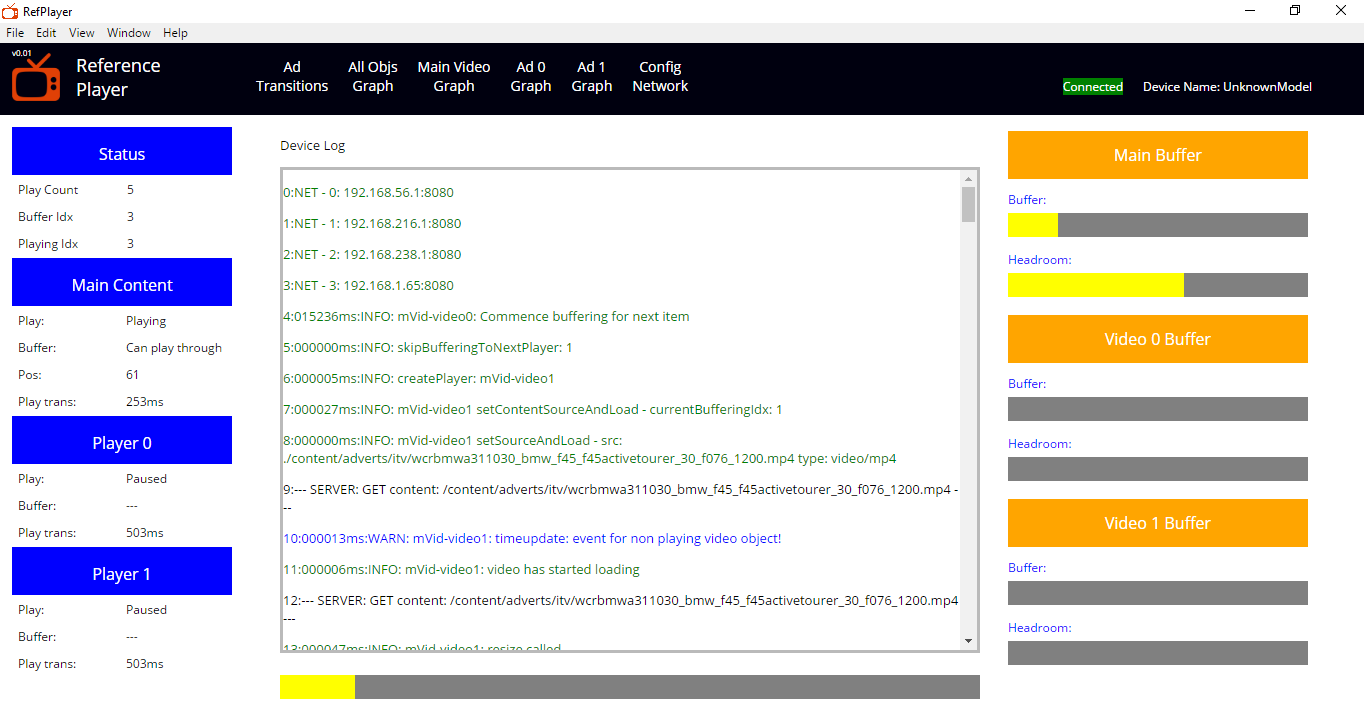 RefPlayer
File Edit View Window Help
v0.01
Reference
Player
Ad
Transitions
All Objs
Graph
Main Video
Graph
Ad 0
Graph
Ad 1
Graph
Config
Network
Connected
Device Name: UnknownModel
Status
Play Count 5
Buffer Idx 3
Playing Idx 3
Main Content
Play: Playing
Buffer: Can play through
Pos: 61
Play trans: 253ms
Player 0
Play: Paused
Buffer: ---
Play trans: 503ms
Player 1
Play: Paused
Buffer: ---
Play trans: 503ms
Device Log
0:NET - 0: 192.168.56.1:8080
1:NET - 1: 192.168.216.1:8080
2:NET - 2: 192.168.238.1:8080
3:NET - 3: 192.168.1.65:8080
4:015236ms:INFO: mVid-video0: Commence buffering for next item
5:000000ms:INFO: skipBufferingToNextPlayer: 1
6:000005ms:INFO: createPlayer: mVid-video1
7:000027ms:INFO: mVid-video1 setContentSourceAndLoad - currentBufferingIdx: 1
8:000000ms:INFO: mVid-video1 setSourceAndLoad - src:
./content/adverts/itv/wcrbmwa311030_bmw_f45_f45activetourer_30_f076_1200.mp4 type: video/mp4
9:--- SERVER: GET content: /content/adverts/itv/wcrbmwa311030_bmw_f45_f45activetourer_30_f076_1200.mp4 -
--
10:000013ms:WARN: mVid-video1: timeupdate: event for non playing video object!
11:000006ms:INFO: mVid-video1: video has started loading
12:--- SERVER: GET content: /content/adverts/itv/wcrbmwa311030_bmw_f45_f45activetourer_30_f076_1200.mp4
---
13:000047ms:INFO: mVid-video1: resize called
Main Buffer
Buffer:
Headroom:
Video 0 Buffer
Buffer:
Headroom:
Video 1 Buffer
Buffer:
Headroom: